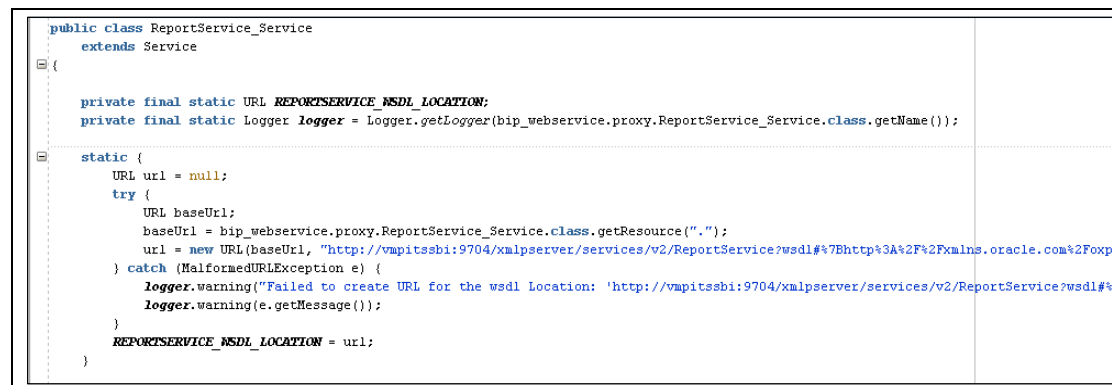 public class ReportService_Service
extends Service
{
private final static URL REPORTSERVICE_WSDL_LOCATION;
private final static Logger logger = Logger.getLogger(bip_webservice.proxy.ReportService_Service.class.getName());
static {
URL url = null;
try {
URL baseUrl;
baseUrl = bip_webservice.proxy.ReportService_Service.class.getResource(".");
url = new URL(baseUrl, "http://vmpitssbi:9704/xmlpserver/services/v2/ReportService?wsdl#%7Bhttp%3A%2F%2Fxmlns.oracle.com%2Foxp
} catch (MalformedURLException e) {
logger.warning("Failed to create URL for the wsdl Location: 'http://vmpitssbi:9704/xmlpserver/services/v2/ReportService?wsdl#%
logger.warning(e.getMessage());
}
REPORTSERVICE_WSDL_LOCATION = url;
}